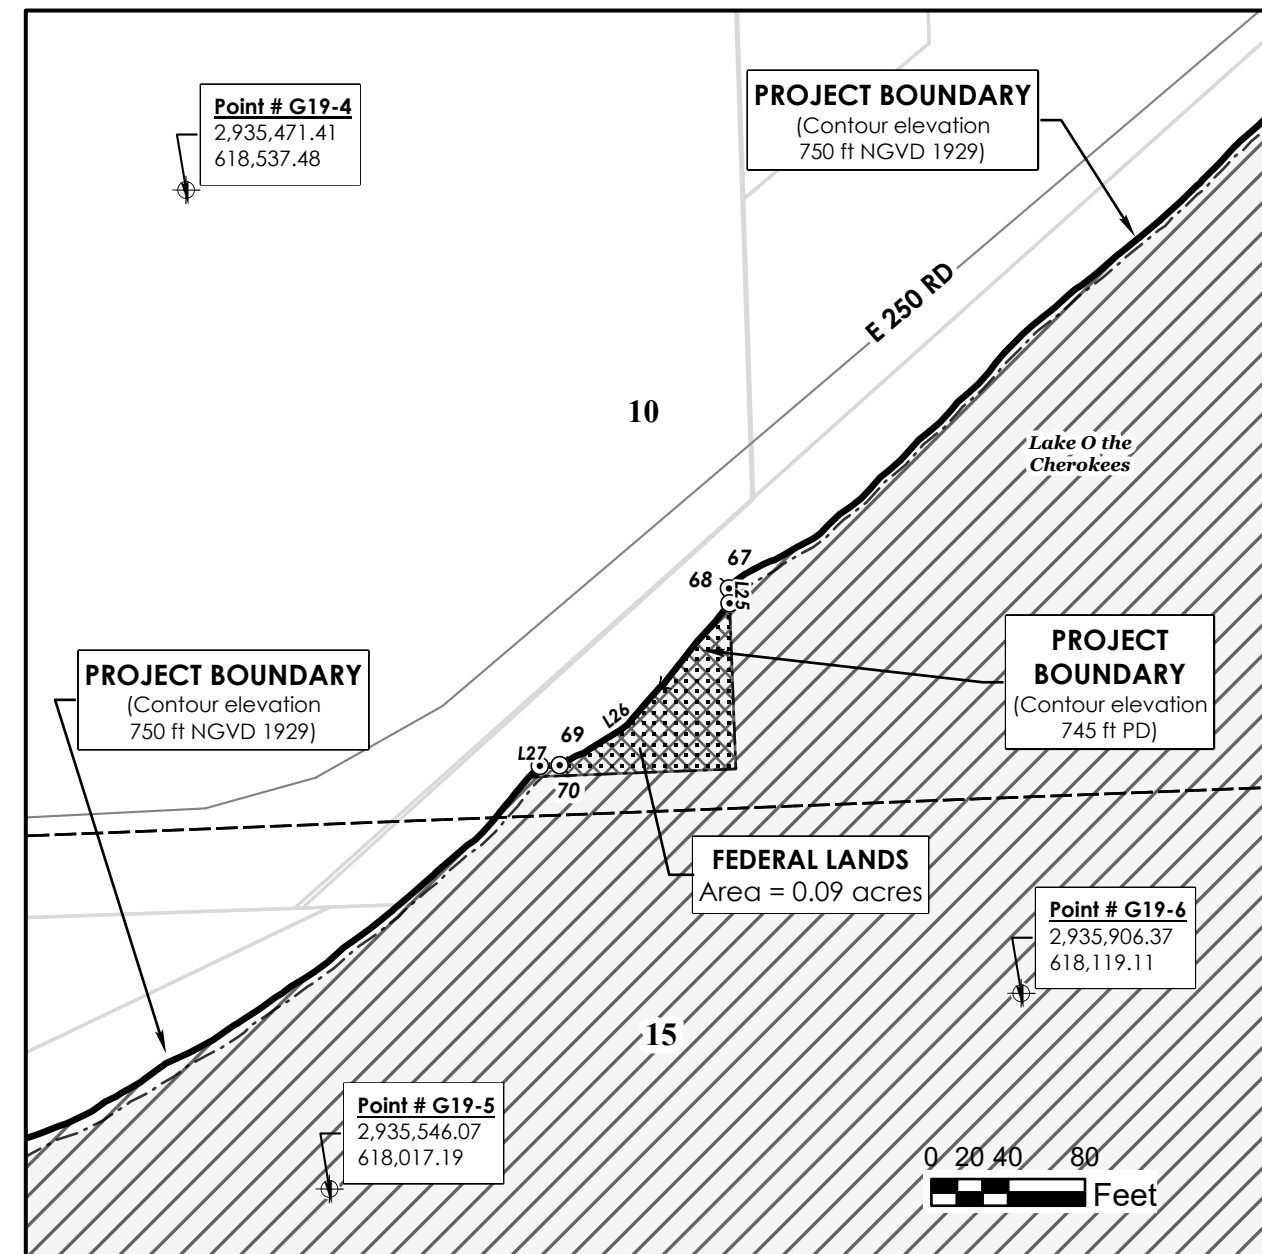 Point # G19-4
2,935,471.41
618,537.48
PROJECT BOUNDARY
(Contour elevation
750 ft NGVD 1929)
E 250 RD
10
Lake O the
Cherokees
67
68
L25
PROJECT
BOUNDARY
(Contour elevation
745 ft PD)
PROJECT BOUNDARY
(Contour elevation
750 ft NGVD 1929)
L26
69
L27
70
FEDERAL LANDS
Area = 0.09 acres
Point # G19-6
2,935,906.37
618,119.11
15
Point # G19-5
2,935,546.07
618,017.19
0 20 40 80
Feet